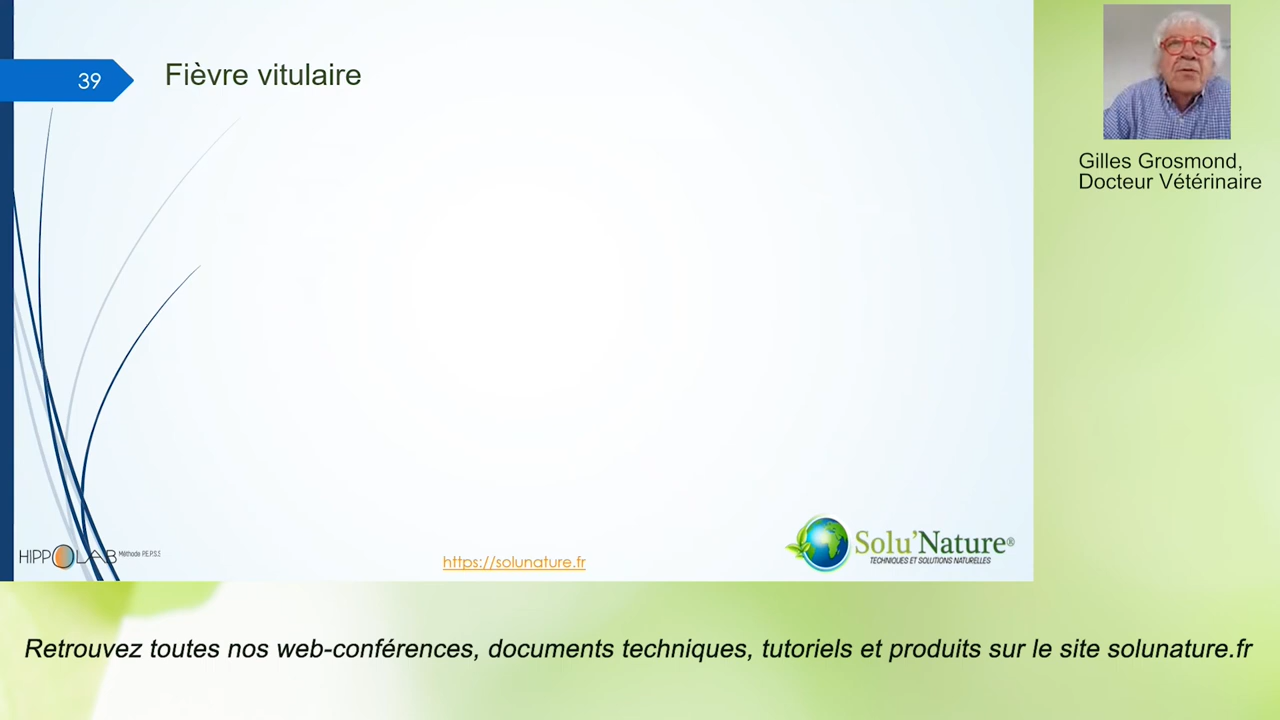 39
Fièvre vitulaire
Gilles Grosmond,
Docteur Vétérinaire
HIPPOLAB Méthode P.E.P.S.S
https://solunature.fr
Solu'Nature®
TECHNIQUES ET SOLUTIONS NATURELLES
Retrouvez toutes nos web-conférences, documents techniques, tutoriels et produits sur le site solunature.fr